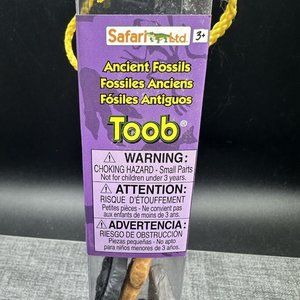 Safari Ltd.
3+
Ancient Fossils
Fossiles Anciens
Fósiles Antiguos
Toob®
WARNING:
CHOKING HAZARD - Small Parts
Not for children under 3 years.
ATTENTION:
RISQUE D'ÉTOUFFEMENT
Petites pièces - Ne convient pas
aux enfants de moins de 3 ans.
ADVERTENCIA:
RIESGO DE OBSTRUCCIÓN
Piezas pequeñas - No apto
para niños menores de 3 años.